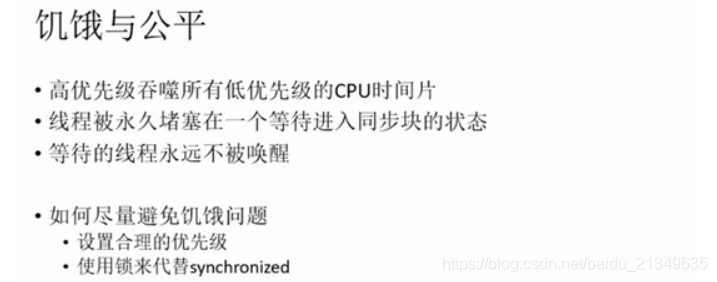 饥饿与公平
• 高优先级吞噬所有低优先级的CPU时间片
• 线程被永久堵塞在一个等待进入同步块的状态
• 等待的线程永远不被唤醒
• 如何尽量避免饥饿问题
• 设置合理的优先级
• 使用锁来代替synchronized
https://blog.csdn.net/baidu_21349635